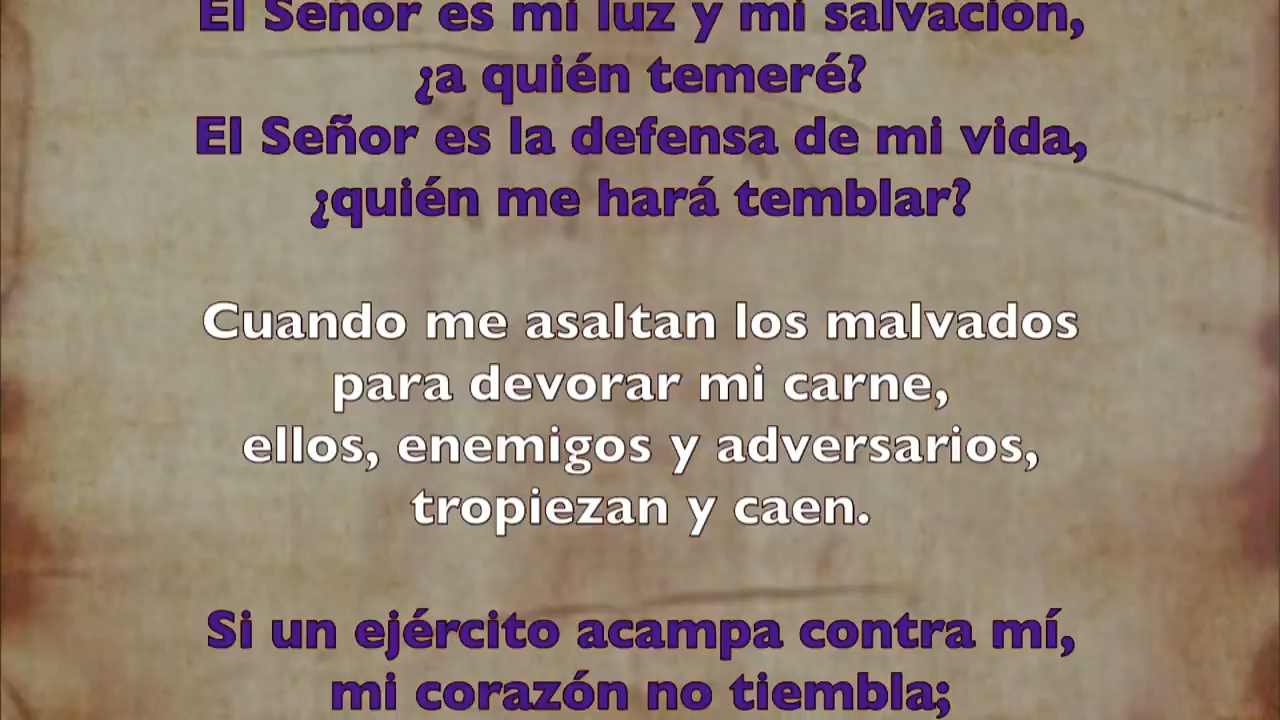 El Señor es mi luz y mi salvación,
¿a quién temeré?
El Señor es la defensa de mi vida,
¿quién me hará temblar?
Cuando me asaltan los malvados
para devorar mi carne,
ellos, enemigos y adversarios,
tropiezan y caen.
Si un ejército acampa contra mí,
mi corazón no tiembla;